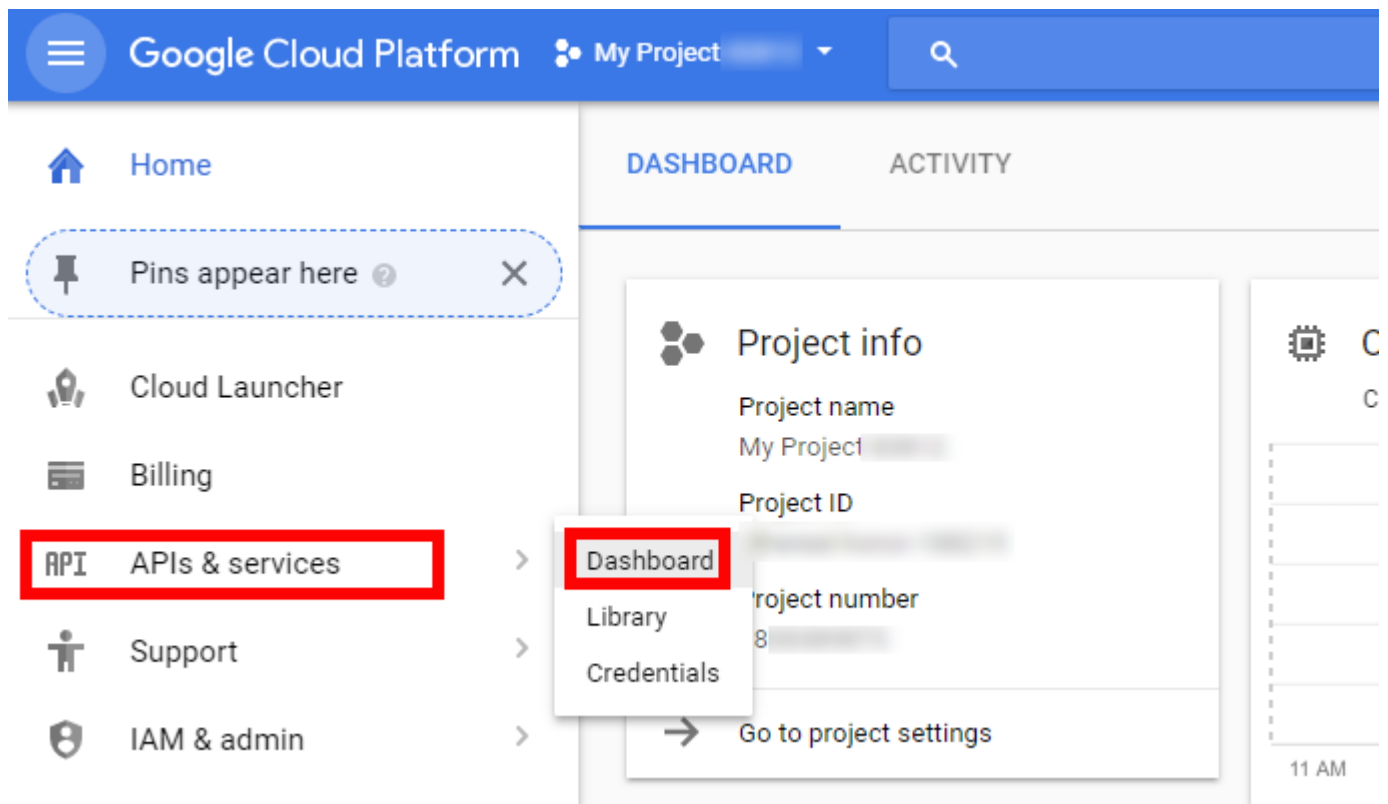 Google Cloud Platform
My Project
Home
Pins appear here
Cloud Launcher
Billing
API APIs & services
Support
IAM & admin
Dashboard
Library
Credentials
DASHBOARD ACTIVITY
Project info
Project name
My Project
Project ID
Project number
8
Go to project settings
C
C
11 AM